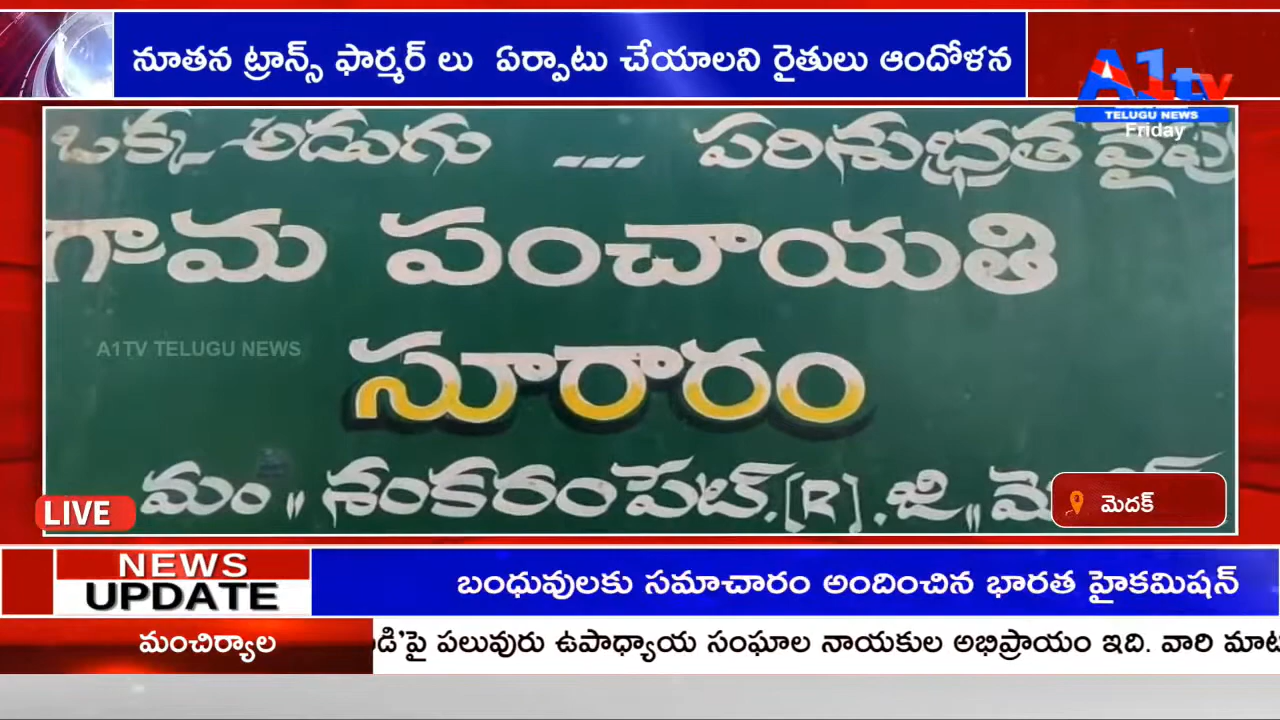 నూతన ట్రాన్స్ ఫార్మర్ లు ఏర్పాటు చేయాలని రైతులు ఆందోళన
A1tv
TELUGU NEWS
Friday
ఒక్క అడుగు --- పరిశుభ్రత వైపు
గ్రామ పంచాయతి
A1TV TELUGU NEWS
సూరారం
మం॥ శంకరంపేట్.[R].జి॥
LIVE
మెదక్
NEWS
UPDATE
బంధువులకు సమాచారం అందించిన భారత హైకమిషన్
మంచిర్యాల
పై పలువురు ఉపాధ్యాయ సంఘాల నాయకుల అభిప్రాయం ఇది. వారి